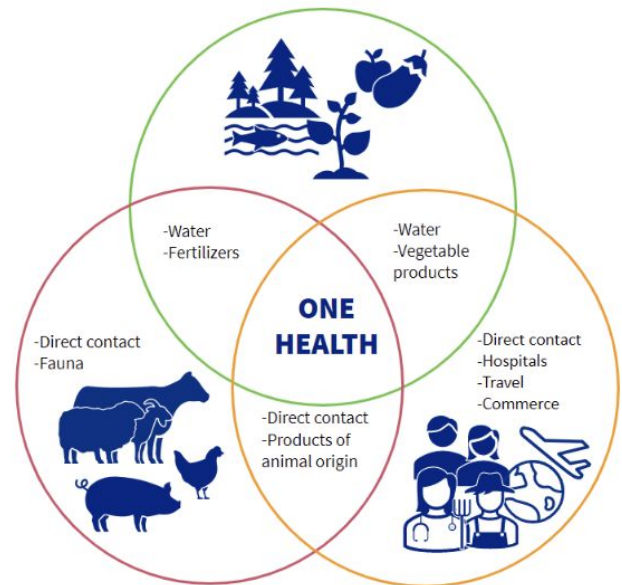 -Water
-Fertilizers
-Water
-Vegetable
products
ONE
HEALTH
-Direct contact
-Fauna
-Direct contact
-Hospitals
-Travel
-Commerce
-Direct contact
-Products of
animal origin